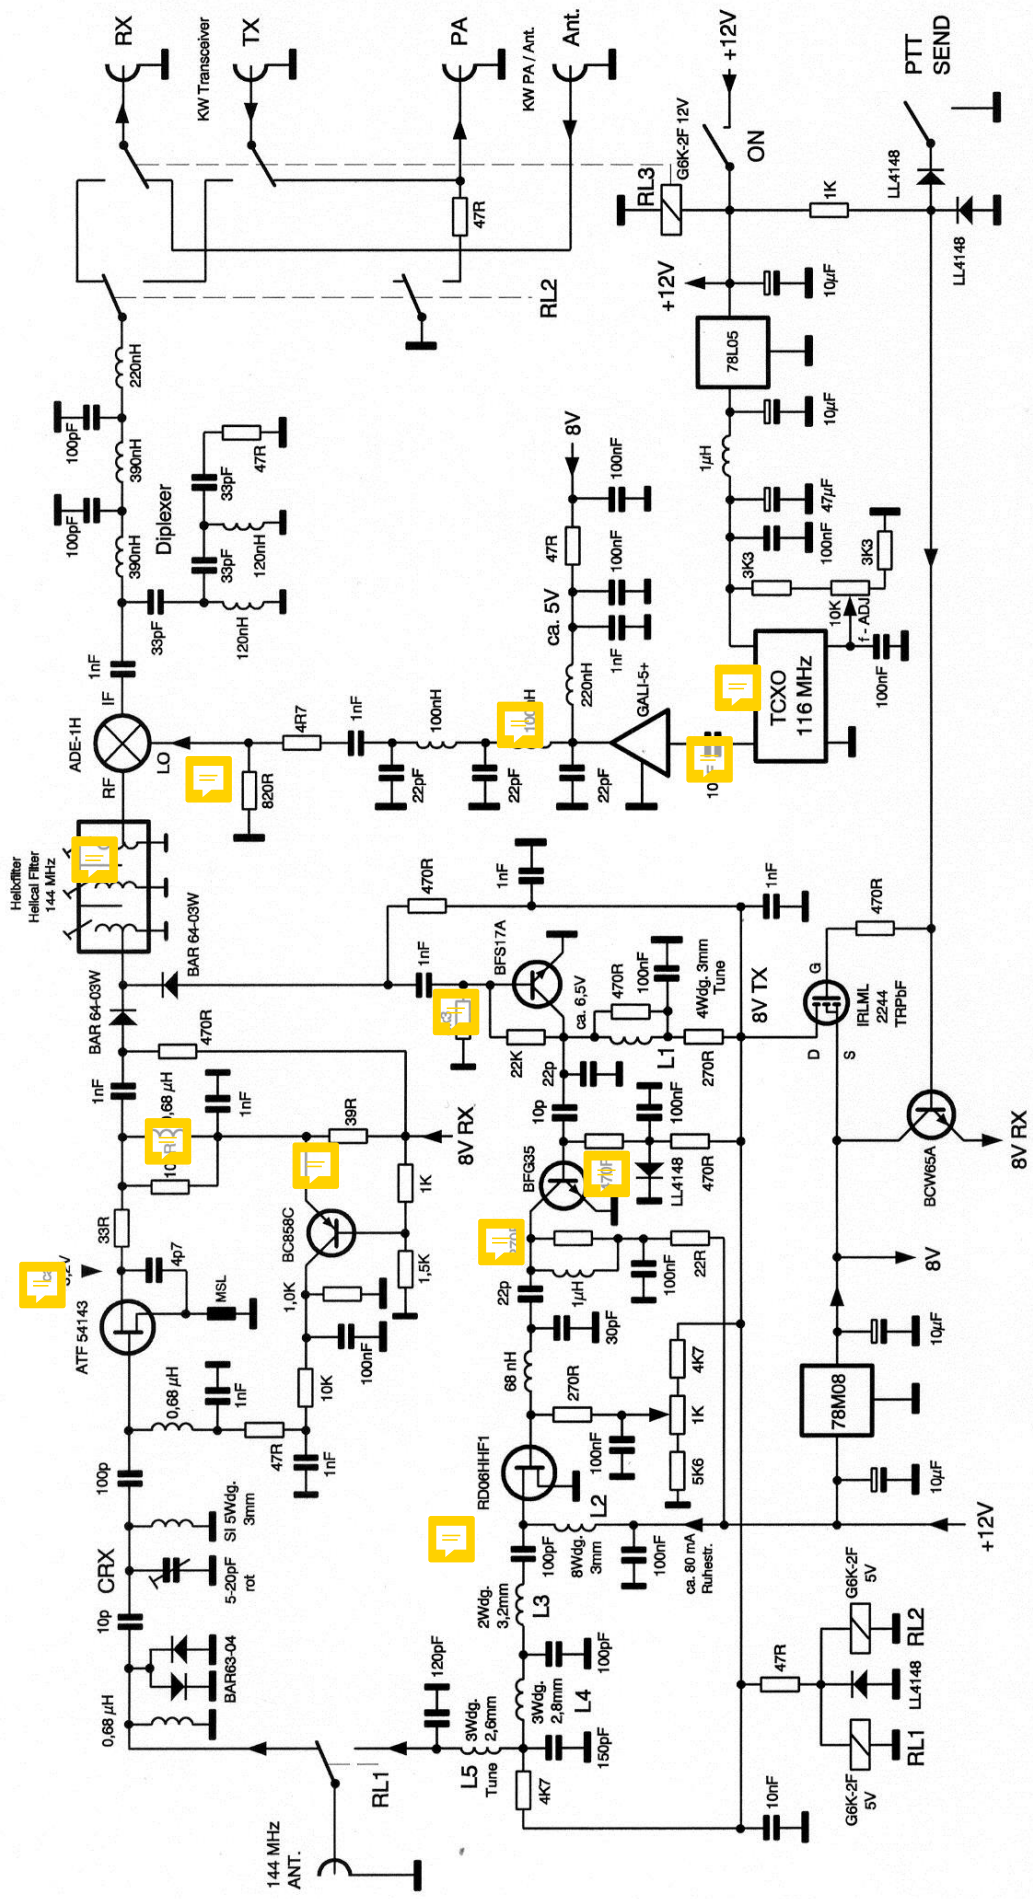 RX
TX
PA
Ant.
KW Transceiver
KW PA / Ant.
+12V
PTT
SEND
ON
G6K-2F 12V
RL3
LL4148
1K
LL4148
47R
RL2
+12V
10µF
78L05
10µF
220nH
100pF
390nH
100pF
390nH
Diplexer
33pF
47R
33pF
120nH
33pF
120nH
8V
100nF
47R
100nF
ca. 5V
1nF
220nH
1µH
47µF
100nF
3K3
3K3
10K
f - ADJ
100nF
TCXO
116 MHz
GALI-5+
1nF
IF
ADE-1H
LO
RF
4R7
1nF
100nH
820R
22pF
22pF
22pF
Helixfilter
Helical Filter
144 MHz
BAR 64-03W
BAR 64-03W
470R
1nF
1nF
1nF
470R
BFS17A
ca. 6,5V
470R
100nF
4Wdg. 3mm
Tune
8V TX
470R
G
IRLML
2244
TRPbF
D
S
22K
L1
270R
22p
10p
100nF
470R
1nF
0,68 µH
1nF
39R
8V RX
BFG35
LL4148
470R
BCW65A
8V RX
33R
BC858C
1K
1,5K
4p7
MSL
ATF 54143
1,0K
100nF
22p
1µH
100nF
22R
30pF
8V
10µF
78M08
10µF
0,68 µH
1nF
10K
47R
1nF
68 nH
270R
100nF
4K7
1K
5K6
RD06HHF1
L2
100p
SI 5Wdg.
3mm
CRX
5-20pF
rot
10p
BAR63-04
0,68 µH
100pF
8Wdg.
3mm
100nF
ca. 80 mA
Ruhestr.
+12V
2Wdg.
3,2mm
L3
100pF
3Wdg.
2,8mm
L4
120pF
3Wdg.
2,6mm
L5
Tune
150pF
4K7
RL1
144 MHz
ANT.
47R
G6K-2F
5V
RL2
LL4148
RL1
G6K-2F
5V
10nF